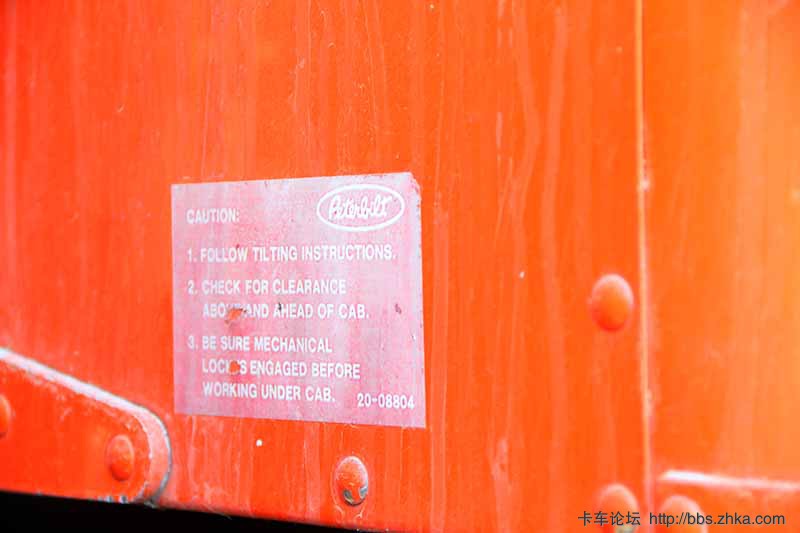 CAUTION:
Peterbilt
1. FOLLOW TILTING INSTRUCTIONS.
2. CHECK FOR CLEARANCE
ABOVE AND AHEAD OF CAB.
3. BE SURE MECHANICAL
LOCK IS ENGAGED BEFORE
WORKING UNDER CAB.
20-08804
卡车论坛 http://bbs.zhka.com